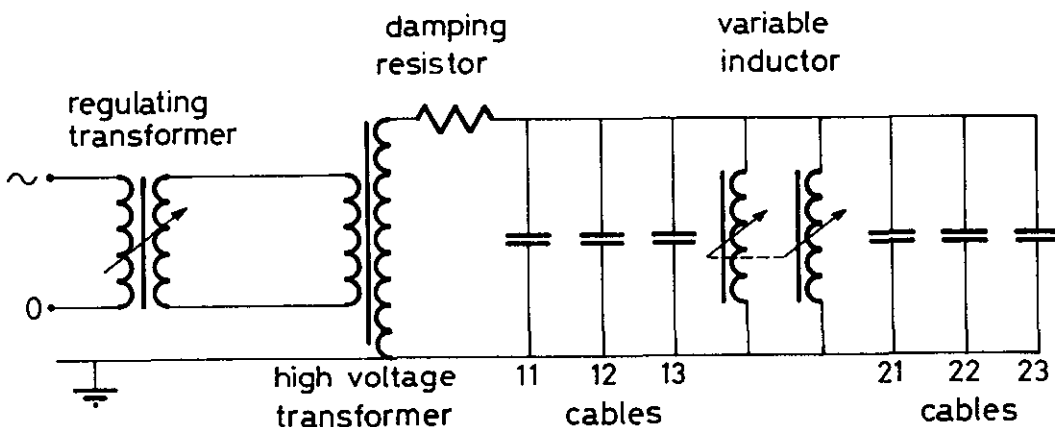 damping
resistor
variable
inductor
regulating
transformer
~
0
high voltage
transformer
11 12 13
cables
21 22 23
cables